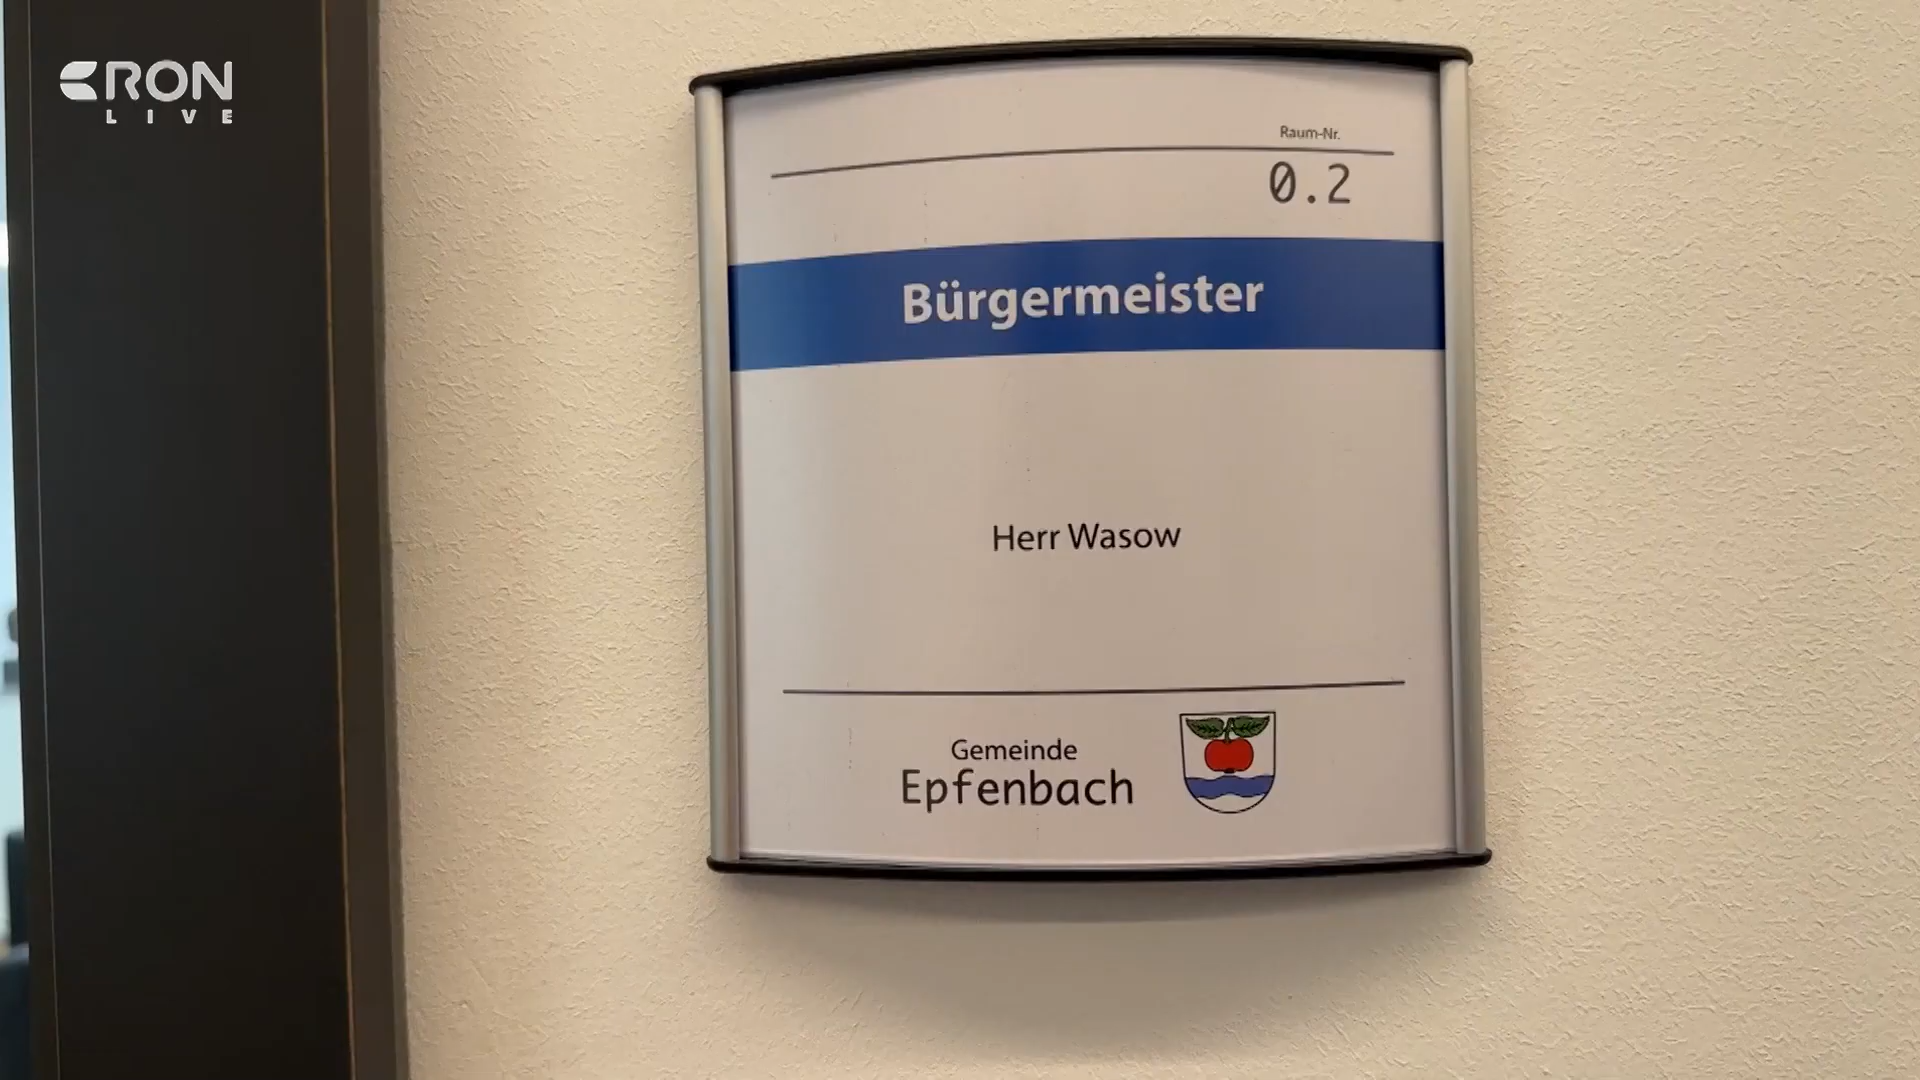 RON
LIVE
Raum-Nr.
0.2
Bürgermeister
Herr Wasow
Gemeinde
Epfenbach